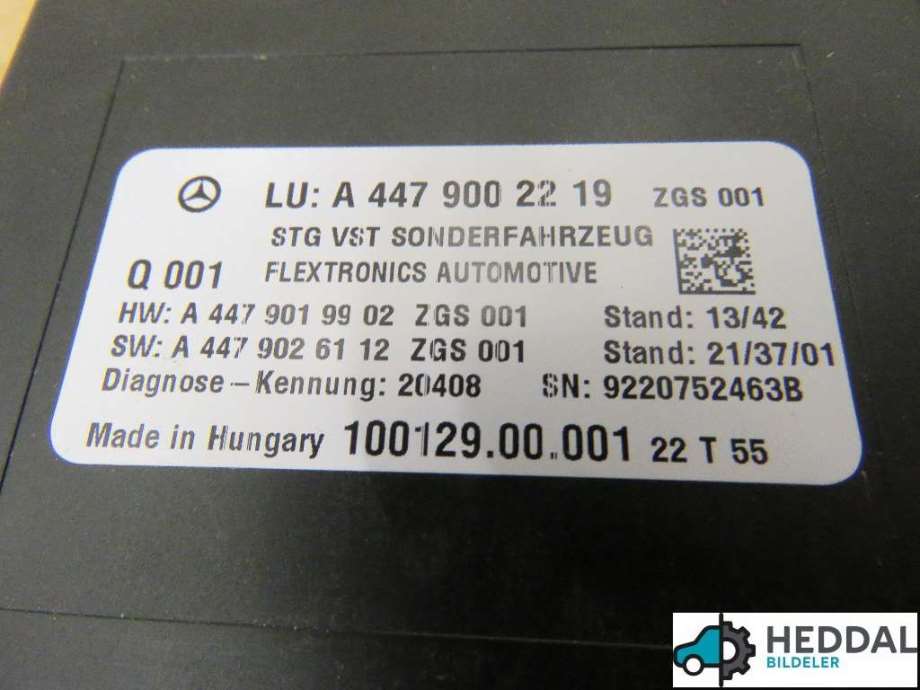 LU: A 447 900 22 19 ZGS 001
STG VST SONDERFAHRZEUG
Q 001 FLEXTRONICS AUTOMOTIVE
HW: A 447 901 99 02 ZGS 001 Stand: 13/42
SW: A 447 902 61 12 ZGS 001 Stand: 21/37/01
Diagnose - Kennung: 20408 SN: 9220752463B
Made in Hungary 100129.00.001 22 T 55
HEDDAL
BILDELER